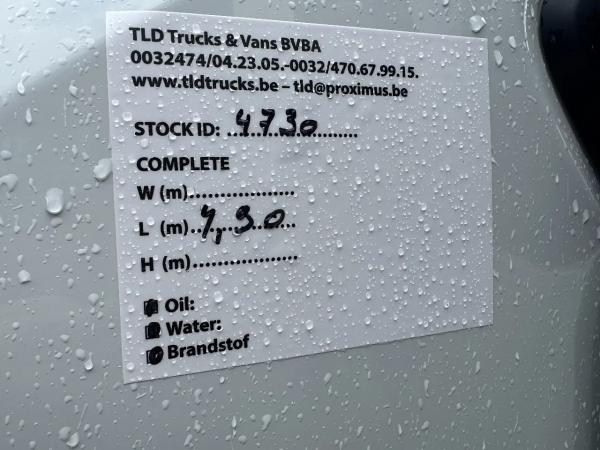 TLD Trucks & Vans BVBA
0032474/04.23.05.-0032/470.67.99.15.
www.tldtrucks.be – tld@proximus.be
STOCK ID: ..4730..........
COMPLETE
W (m)...................
L (m)..4,90...
H (m)...................
Oil:
Water:
Brandstof